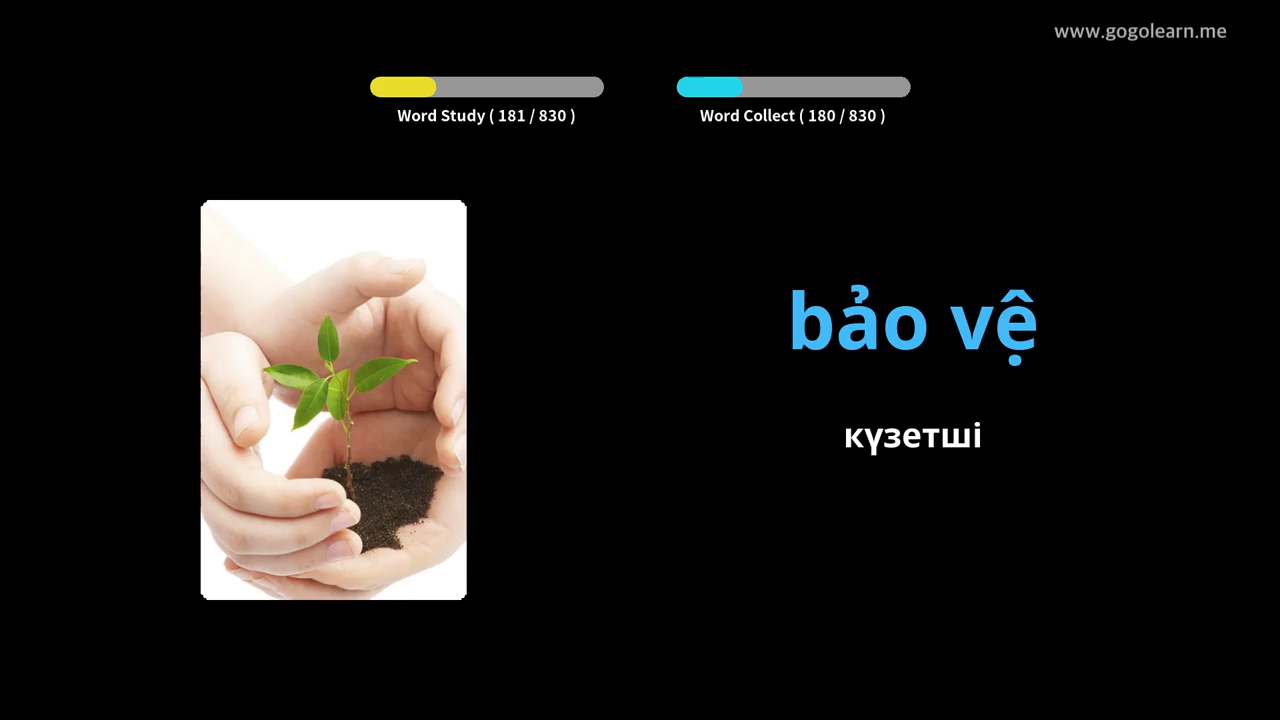 www.gogolearn.me
Word Study ( 181 / 830 )
Word Collect ( 180 / 830 )
bảo vệ
күзетші